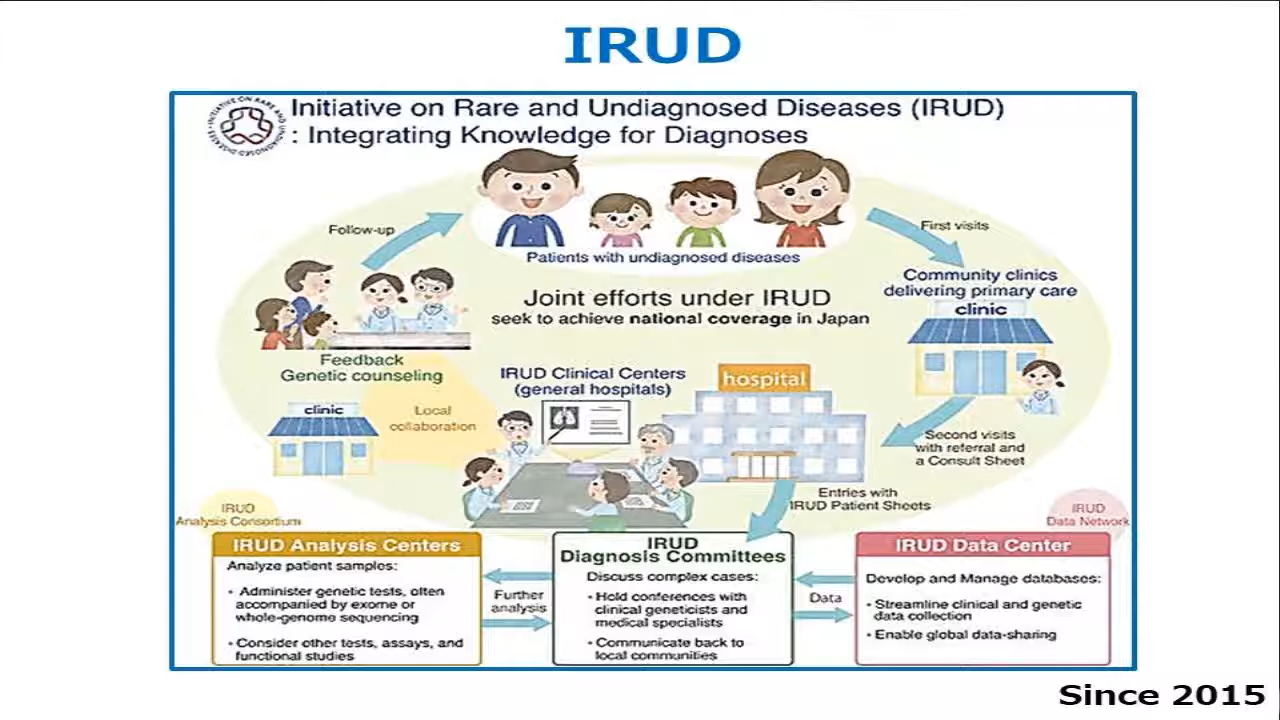 IRUD
Initiative on Rare and Undiagnosed Diseases (IRUD)
: Integrating Knowledge for Diagnoses
INITIATIVE ON RARE AND UNDIAGNOSED DISEASES
Follow-up
First visits
Patients with undiagnosed diseases
Community clinics
delivering primary care
clinic
Joint efforts under IRUD
seek to achieve national coverage in Japan
Feedback
Genetic counseling
IRUD Clinical Centers
(general hospitals)
hospital
clinic
Local
collaboration
Second visits
with referral and
a Consult Sheet
Entries with
IRUD Patient Sheets
IRUD
Analysis Consortium
IRUD
Data Network
IRUD Analysis Centers
Analyze patient samples:
• Administer genetic tests, often
accompanied by exome or
whole-genome sequencing
• Consider other tests, assays, and
functional studies
Further
analysis
IRUD
Diagnosis Committees
Discuss complex cases:
• Hold conferences with
clinical geneticists and
medical specialists
• Communicate back to
local communities
Data
IRUD Data Center
Develop and Manage databases:
• Streamline clinical and genetic
data collection
• Enable global data-sharing
Since 2015